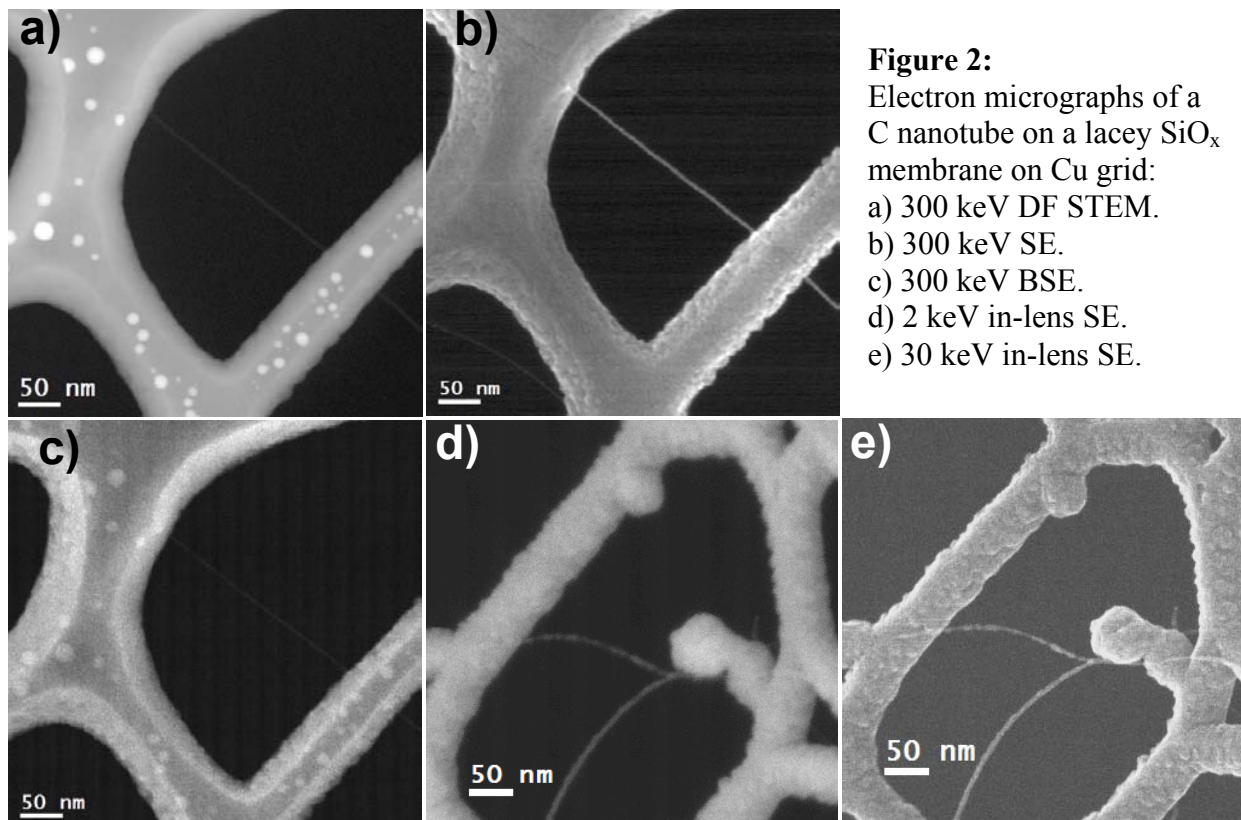 a)
b)
Figure 2:
Electron micrographs of a
C nanotube on a lacey SiOₓ
membrane on Cu grid:
a) 300 keV DF STEM.
b) 300 keV SE.
c) 300 keV BSE.
d) 2 keV in-lens SE.
e) 30 keV in-lens SE.
50 nm
50 nm
c)
d)
e)
50 nm
50 nm
50 nm